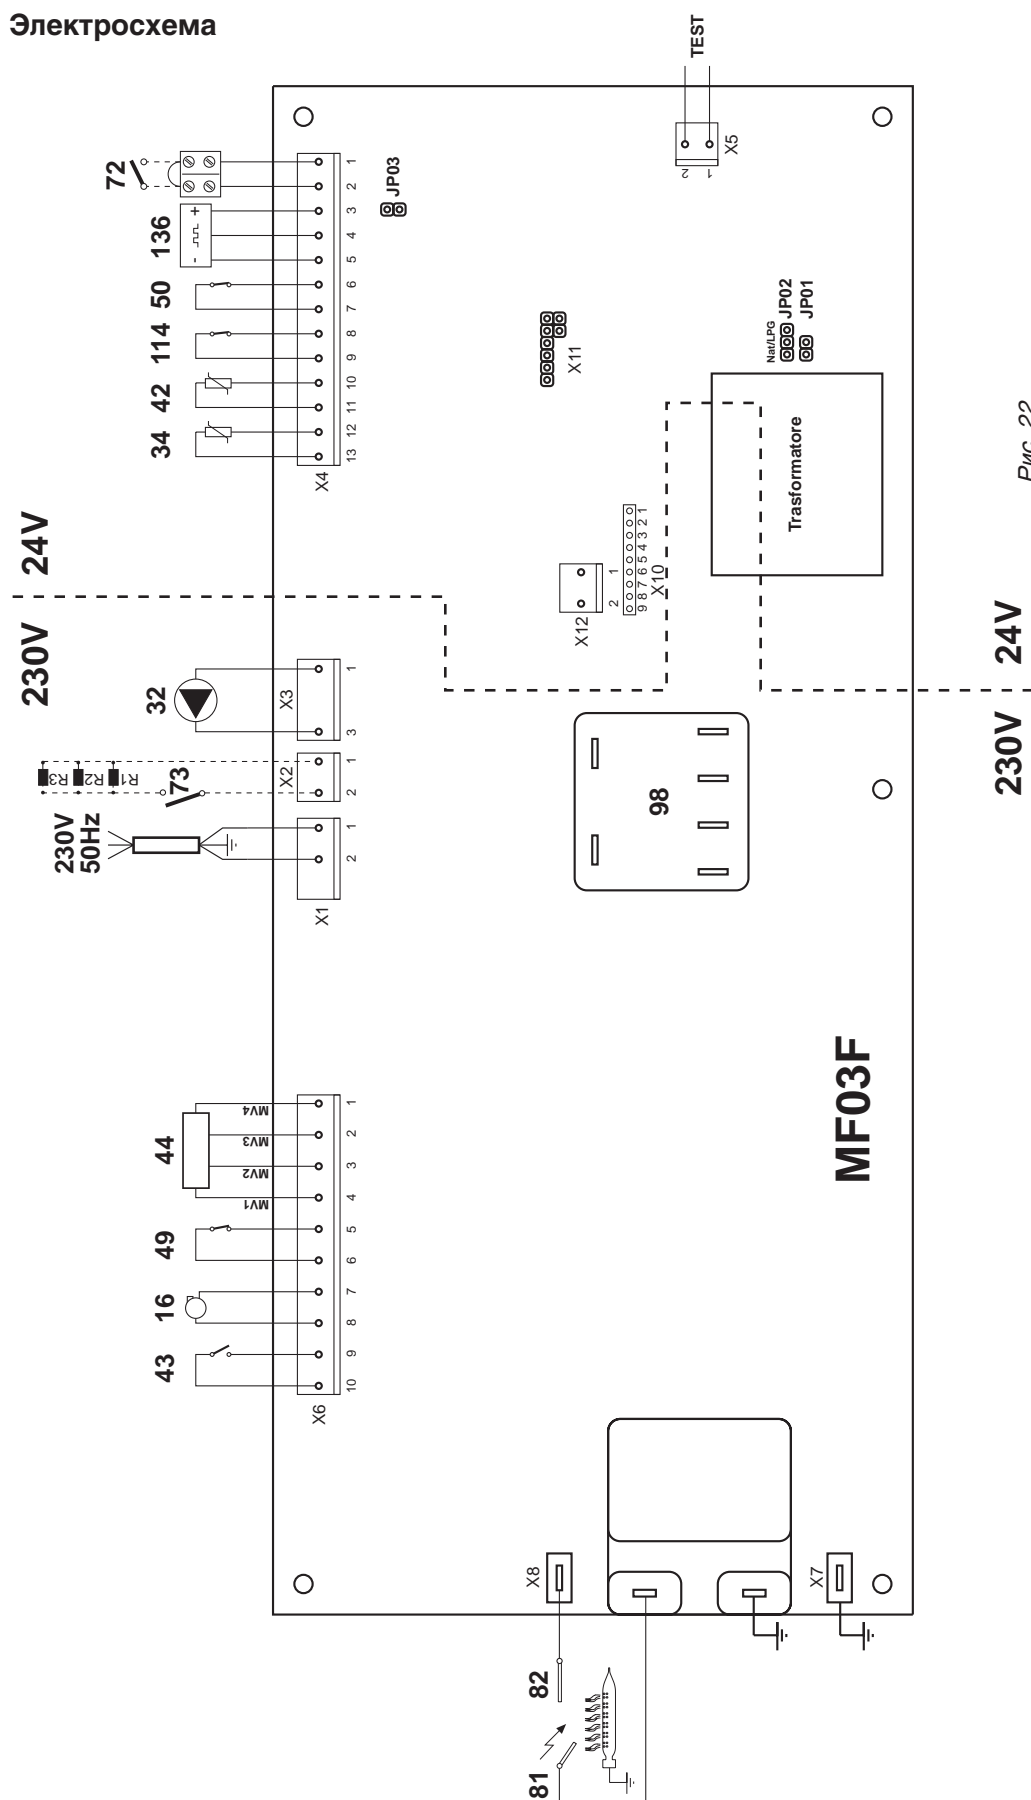 Электросхема
TEST
X5
2
1
72
136
+
-
50
114
42
34
1
2
3
4
5
6
7
8
9
10
11
12
13
X4
JP03
X11
Nat/LPG
JP02
JP01
Trasformatore
Рис. 22
24V
230V
X12
2 1
9 8 7 6 5 4 3 2 1
X10
24V
230V
32
X3
1
3
R3
R2
R1
73
X2
1
2
230V
50Hz
X1
1
2
98
MF03F
44
MV4
MV3
MV2
MV1
49
16
43
1
2
3
4
5
6
7
8
9
10
X6
X8
X7
82
81